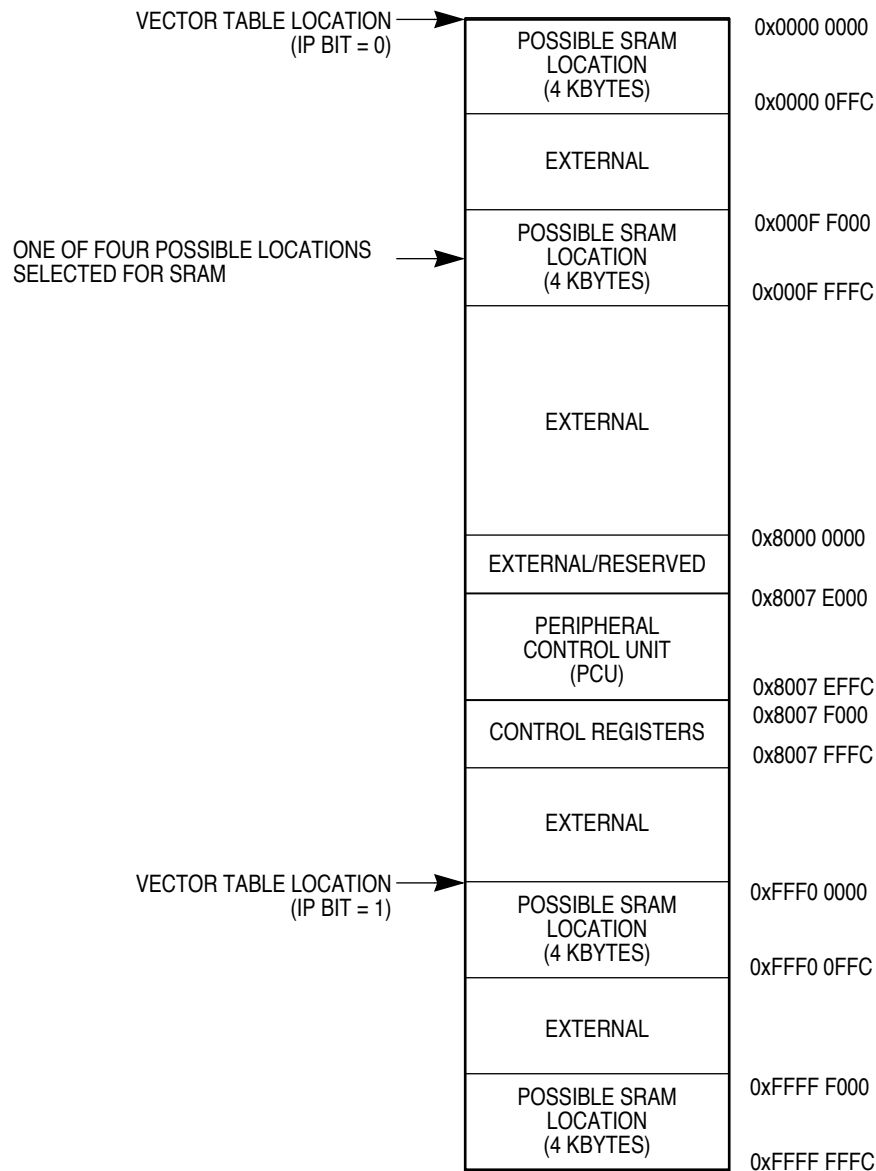 VECTOR TABLE LOCATION
(IP BIT = 0)
POSSIBLE SRAM
LOCATION
(4 KBYTES)
0x0000 0000
0x0000 0FFC
EXTERNAL
ONE OF FOUR POSSIBLE LOCATIONS
SELECTED FOR SRAM
POSSIBLE SRAM
LOCATION
(4 KBYTES)
0x000F F000
0x000F FFFC
EXTERNAL
0x8000 0000
EXTERNAL/RESERVED
0x8007 E000
PERIPHERAL
CONTROL UNIT
(PCU)
0x8007 EFFC
0x8007 F000
CONTROL REGISTERS
0x8007 FFFC
EXTERNAL
VECTOR TABLE LOCATION
(IP BIT = 1)
0xFFF0 0000
POSSIBLE SRAM
LOCATION
(4 KBYTES)
0xFFF0 0FFC
EXTERNAL
0xFFFF F000
POSSIBLE SRAM
LOCATION
(4 KBYTES)
0xFFFF FFFC